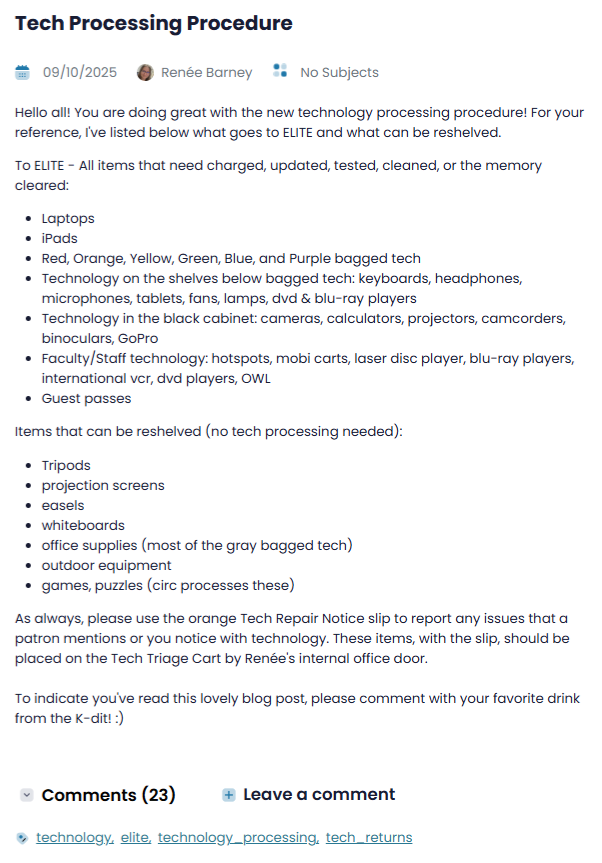 Tech Processing Procedure
09/10/2025 Renée Barney No Subjects
Hello all! You are doing great with the new technology processing procedure! For your
reference, I've listed below what goes to ELITE and what can be reshelved.
To ELITE - All items that need charged, updated, tested, cleaned, or the memory
cleared:
• Laptops
• iPads
• Red, Orange, Yellow, Green, Blue, and Purple bagged tech
• Technology on the shelves below bagged tech: keyboards, headphones,
microphones, tablets, fans, lamps, dvd & blu-ray players
• Technology in the black cabinet: cameras, calculators, projectors, camcorders,
binoculars, GoPro
• Faculty/Staff technology: hotspots, mobi carts, laser disc player, blu-ray players,
international vcr, dvd players, OWL
• Guest passes
Items that can be reshelved (no tech processing needed):
• Tripods
• projection screens
• easels
• whiteboards
• office supplies (most of the gray bagged tech)
• outdoor equipment
• games, puzzles (circ processes these)
As always, please use the orange Tech Repair Notice slip to report any issues that a
patron mentions or you notice with technology. These items, with the slip, should be
placed on the Tech Triage Cart by Renée's internal office door.
To indicate you've read this lovely blog post, please comment with your favorite drink
from the K-dit! :)
Comments (23) Leave a comment
technology, elite, technology_processing, tech_returns